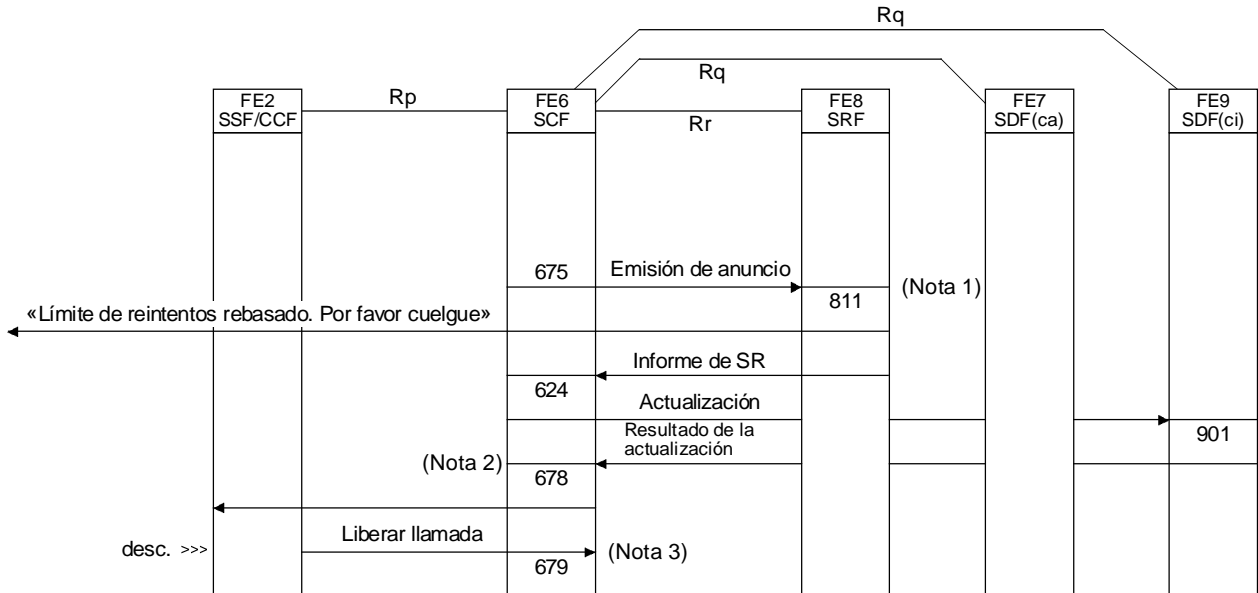 Rq
Rq
Rp
Rr
FE2
SSF/CCF
FE6
SCF
FE8
SRF
FE7
SDF(ca)
FE9
SDF(ci)
675
Emisión de anuncio
811
(Nota 1)
«Límite de reintentos rebasado. Por favor cuelgue»
Informe de SR
624
Actualización
901
Resultado de la
actualización
(Nota 2)
678
Liberar llamada
desc. >>>
679
(Nota 3)